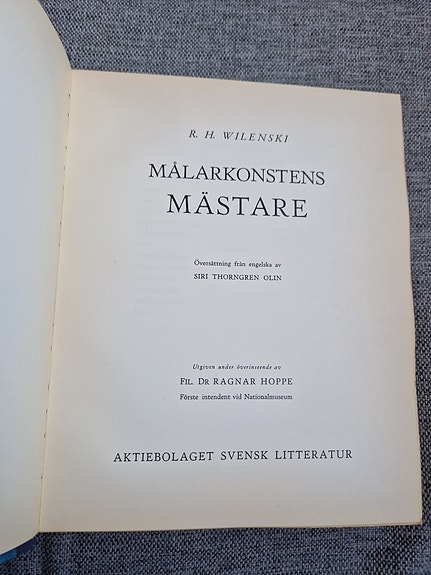 R. H. WILENSKI
MÅLARKONSTENS
MÄSTARE
Översättning från engelska av
SIRI THORNGREN OLIN
Utgiven under överinseende av
FIL. DR RAGNAR HOPPE
Förste intendent vid Nationalmuseum
AKTIEBOLAGET SVENSK LITTERATUR